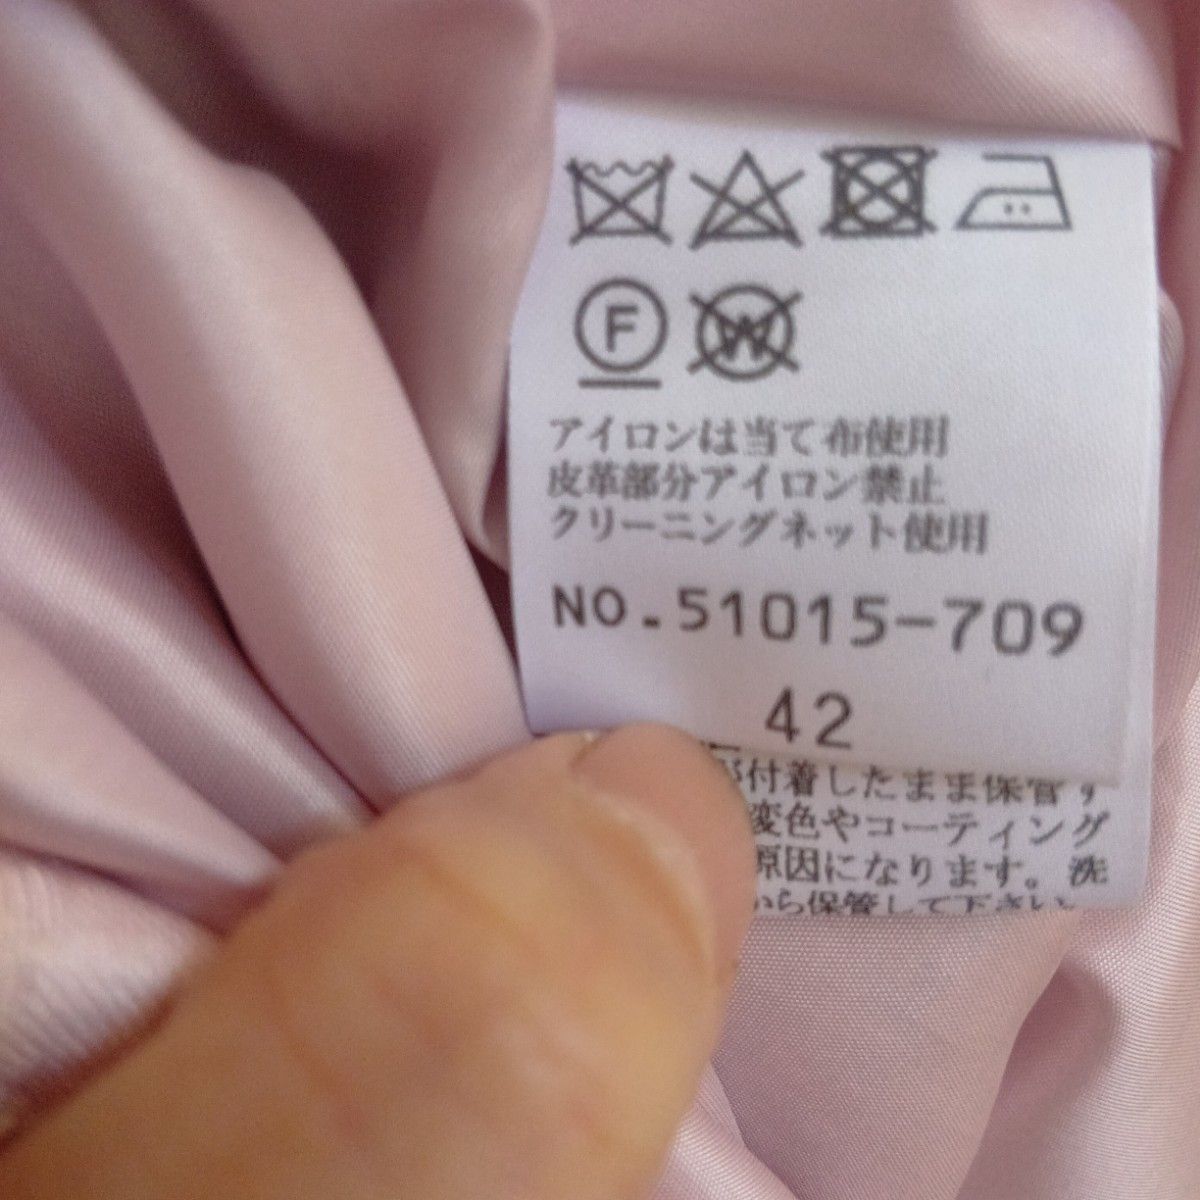 F
W
アイロンは当て布使用
皮革部分アイロン禁止
クリーニングネット使用
NO.51015-709
42
付着したまま保管す
変色やコーティング
原因になります。洗
から保管して下さい